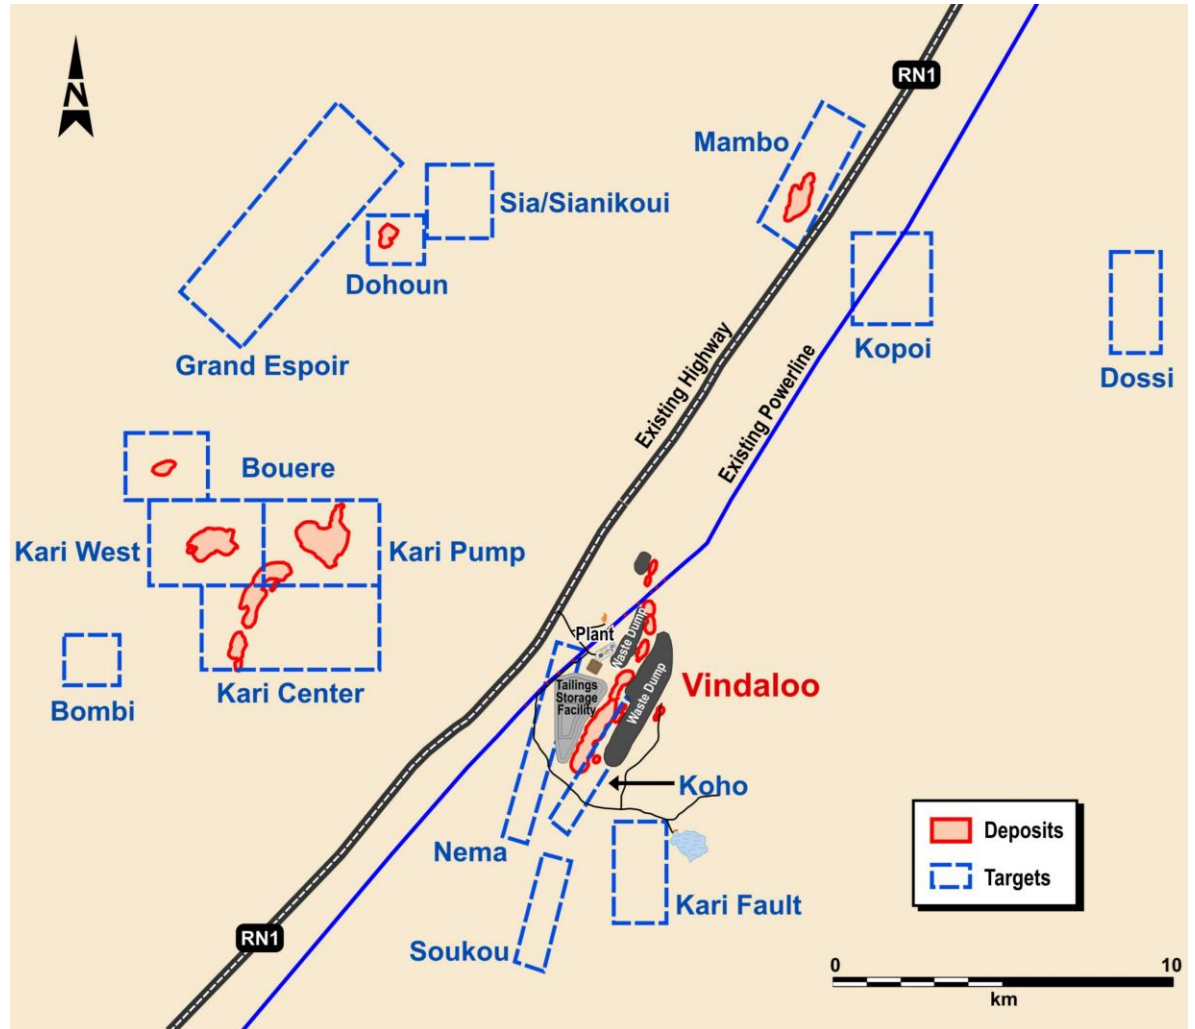 N
RN1
Mambo
Sia/Sianikoui
Dohoun
Grand Espoir
Kopoi
Dossi
Existing Highway
Existing Powerline
Bouere
Kari West
Kari Pump
Kari Center
Bombi
Plant
Waste Dump
Tailings
Storage
Facility
Waste Dump
Vindaloo
Koho
Nema
Kari Fault
Soukou
RN1
Deposits
Targets
0
10
km